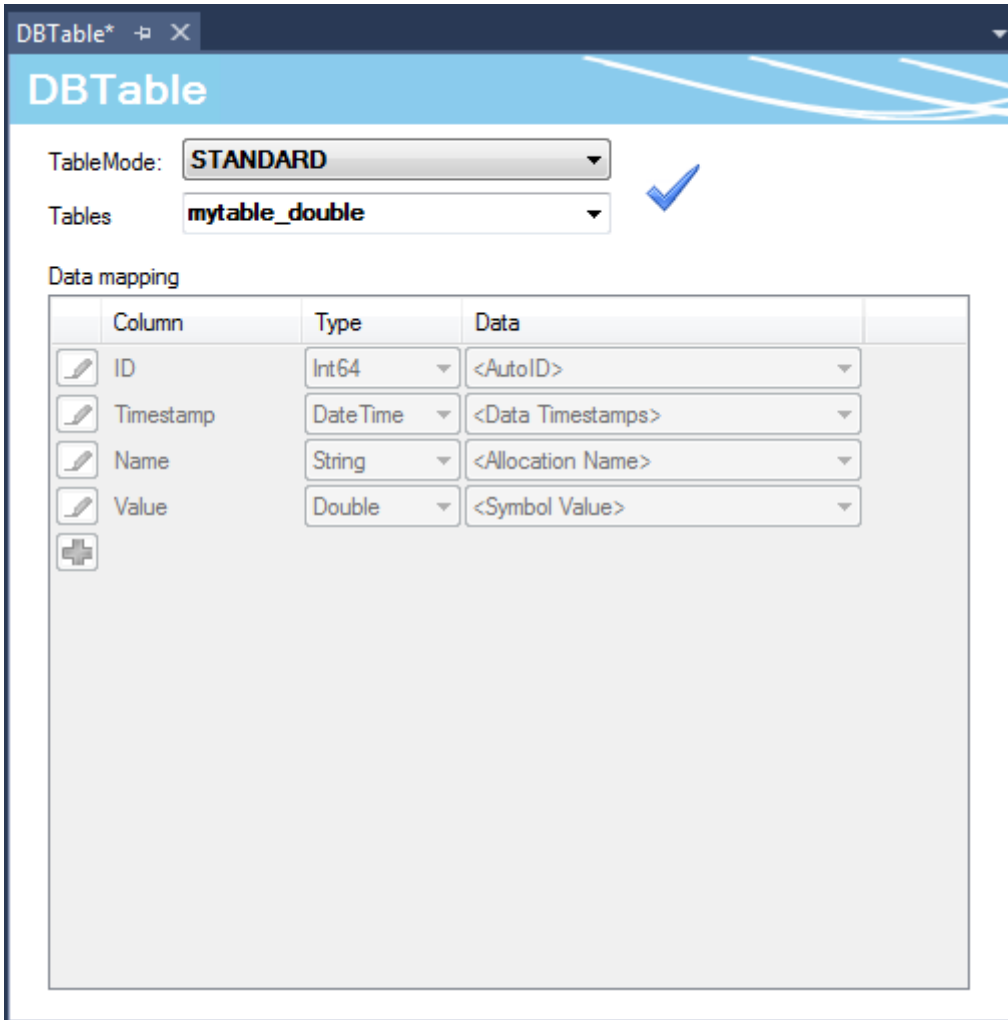 DBTable*
DBTable
TableMode: STANDARD
Tables mytable_double
Data mapping
Column Type Data
ID Int64 <AutoID>
Timestamp DateTime <Data Timestamps>
Name String <Allocation Name>
Value Double <Symbol Value>